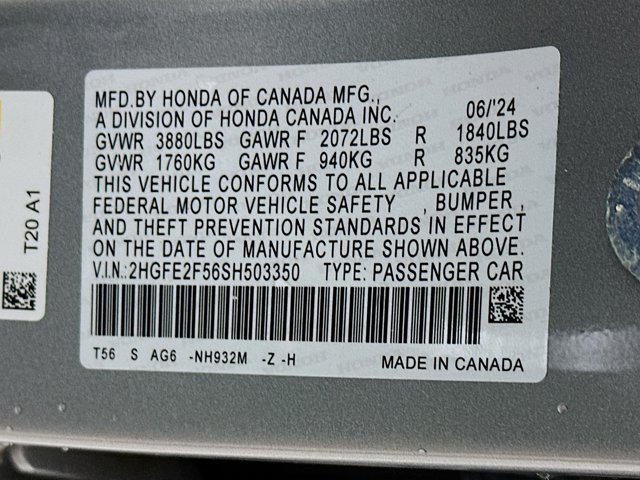 MFD.BY HONDA OF CANADA MFG.,
A DIVISION OF HONDA CANADA INC. 06/'24
GVWR 3880LBS GAWR F 2072LBS R 1840LBS
GVWR 1760KG GAWR F 940KG R 835KG
THIS VEHICLE CONFORMS TO ALL APPLICABLE
FEDERAL MOTOR VEHICLE SAFETY , BUMPER ,
AND THEFT PREVENTION STANDARDS IN EFFECT
ON THE DATE OF MANUFACTURE SHOWN ABOVE.
V.I.N.:2HGFE2F56SH503350 TYPE: PASSENGER CAR
T56 S AG6 -NH932M -Z -H MADE IN CANADA
T20 A1